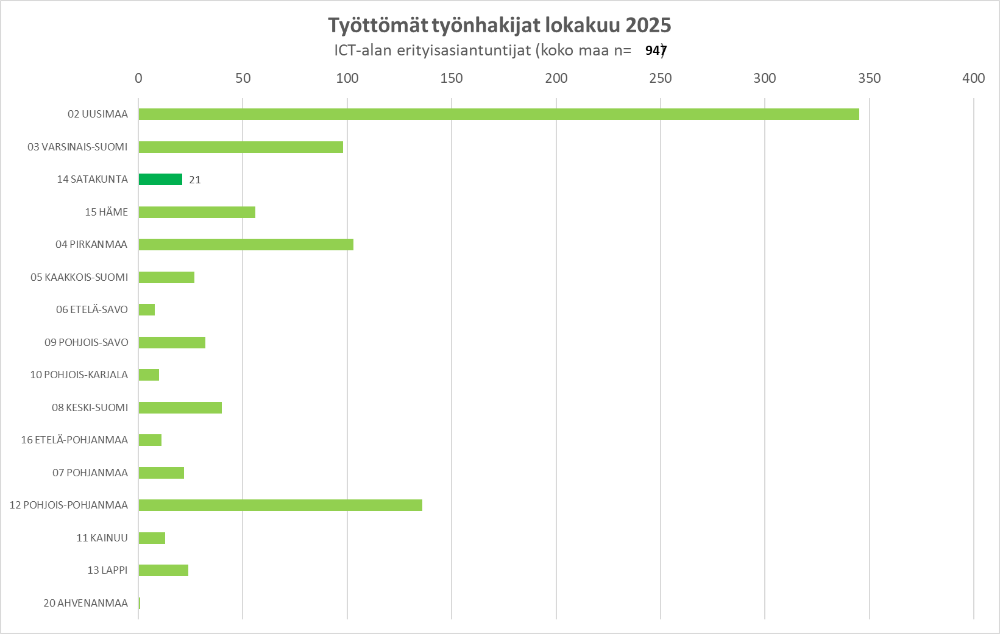 Työttömät työnhakijat lokakuu 2025
ICT-alan erityisasiantuntijat (koko maa n= 947)
0 50 100 150 200 250 300 350 400
02 UUSIMAA
03 VARSINAIS-SUOMI
14 SATAKUNTA 21
15 HÄME
04 PIRKANMAA
05 KAAKKOIS-SUOMI
06 ETELÄ-SAVO
09 POHJOIS-SAVO
10 POHJOIS-KARJALA
08 KESKI-SUOMI
16 ETELÄ-POHJANMAA
07 POHJANMAA
12 POHJOIS-POHJANMAA
11 KAINUU
13 LAPPI
20 AHVENANMAA